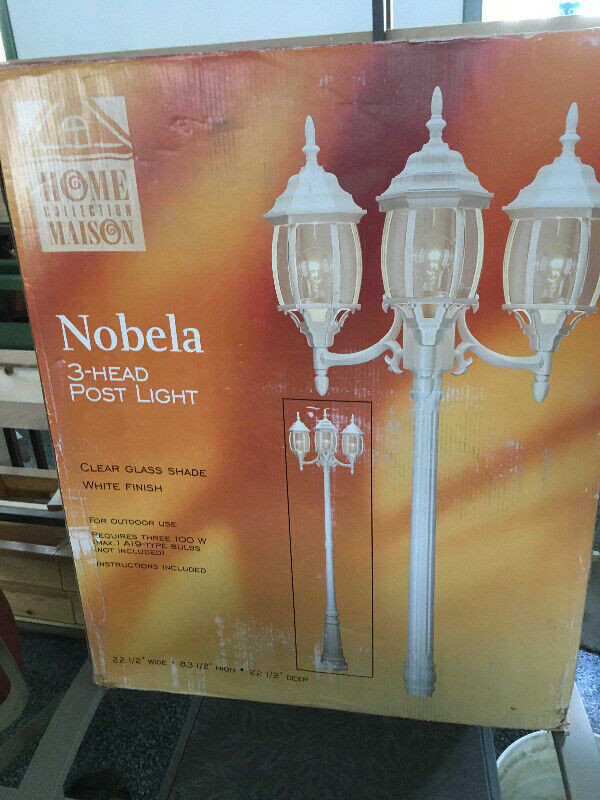 HOME
COLLECTION
MAISON
Nobela
3-HEAD
POST LIGHT
CLEAR GLASS SHADE
WHITE FINISH
FOR OUTDOOR USE
REQUIRES THREE 100 W
(MAX.) A19-TYPE BULBS
(NOT INCLUDED)
INSTRUCTIONS INCLUDED
22 1/2" WIDE • 83 1/2" HIGH • 22 1/2" DEEP